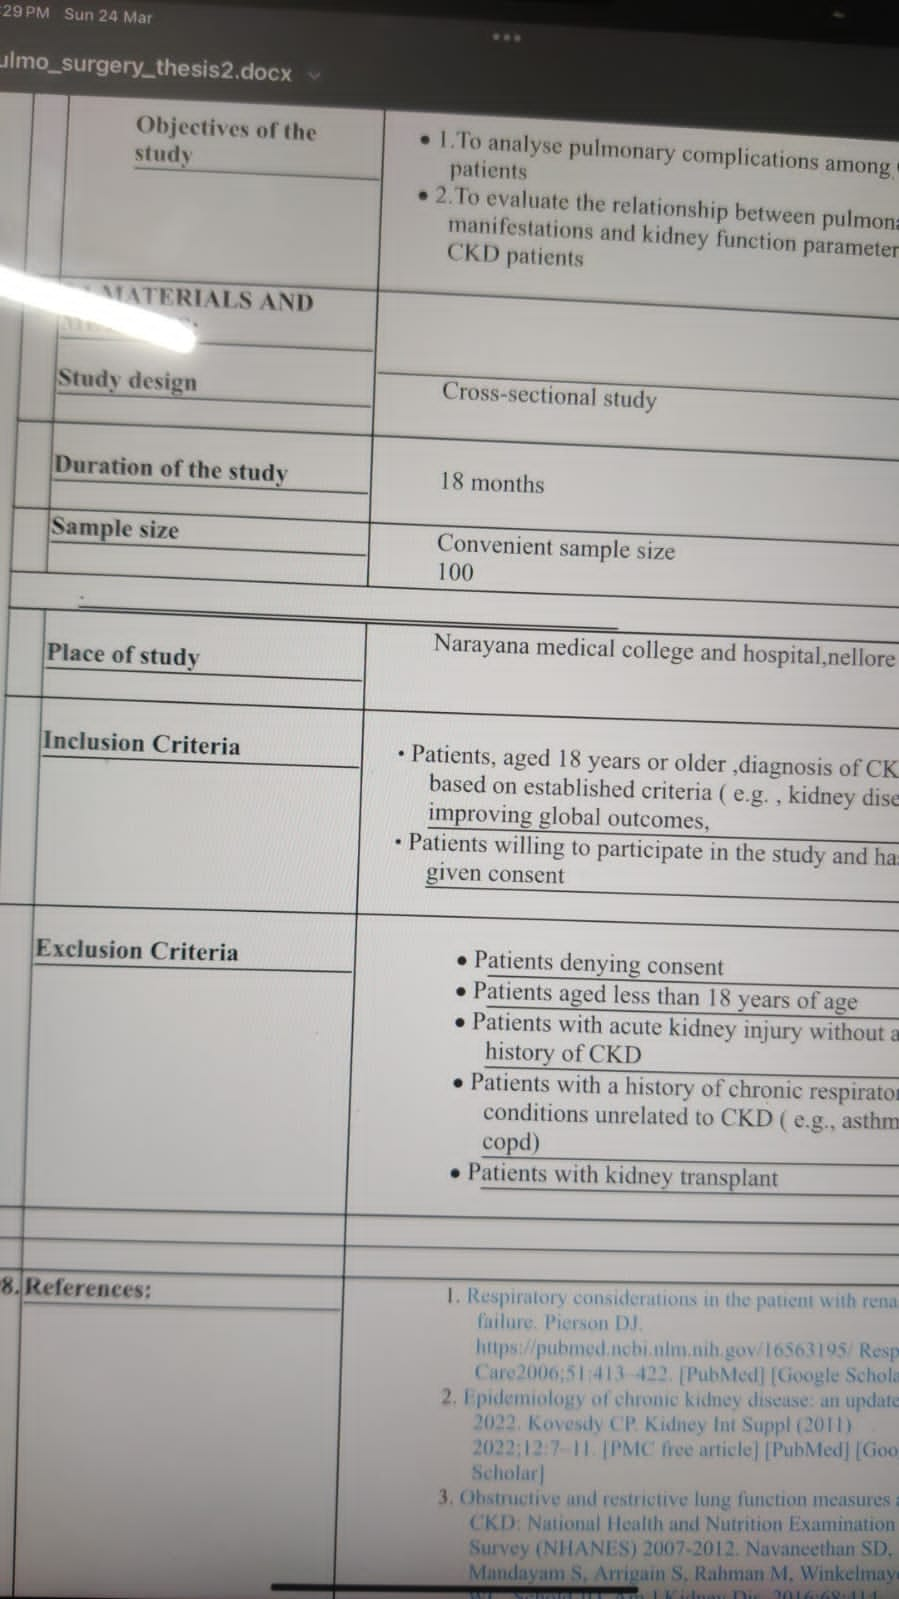 :29 PM Sun 24 Mar
ulmo_surgery_thesis2.docx
Objectives of the
study
• 1.To analyse pulmonary complications among
patients
• 2.To evaluate the relationship between pulmona
manifestations and kidney function parameter
CKD patients
MATERIALS AND
Study design
Cross-sectional study
Duration of the study
18 months
Sample size
Convenient sample size
100
Place of study
Narayana medical college and hospital,nellore
Inclusion Criteria
• Patients, aged 18 years or older ,diagnosis of CK
based on established criteria ( e.g. , kidney dise
improving global outcomes,
• Patients willing to participate in the study and ha
given consent
Exclusion Criteria
• Patients denying consent
• Patients aged less than 18 years of age
• Patients with acute kidney injury without a
history of CKD
• Patients with a history of chronic respirator
conditions unrelated to CKD ( e.g., asthm
copd)
• Patients with kidney transplant
8. References:
1. Respiratory considerations in the patient with rena
failure. Pierson DJ.
https://pubmed.ncbi.nlm.nih.gov/16563195/ Resp
Care2006;51:413–422. [PubMed] [Google Schola
2. Epidemiology of chronic kidney disease: an update
2022. Kovesdy CP. Kidney Int Suppl (2011)
2022;12:7–11. [PMC free article] [PubMed] [Goo
Scholar]
3. Obstructive and restrictive lung function measures a
CKD: National Health and Nutrition Examination
Survey (NHANES) 2007-2012. Navaneethan SD,
Mandayam S, Arrigain S, Rahman M, Winkelmaye